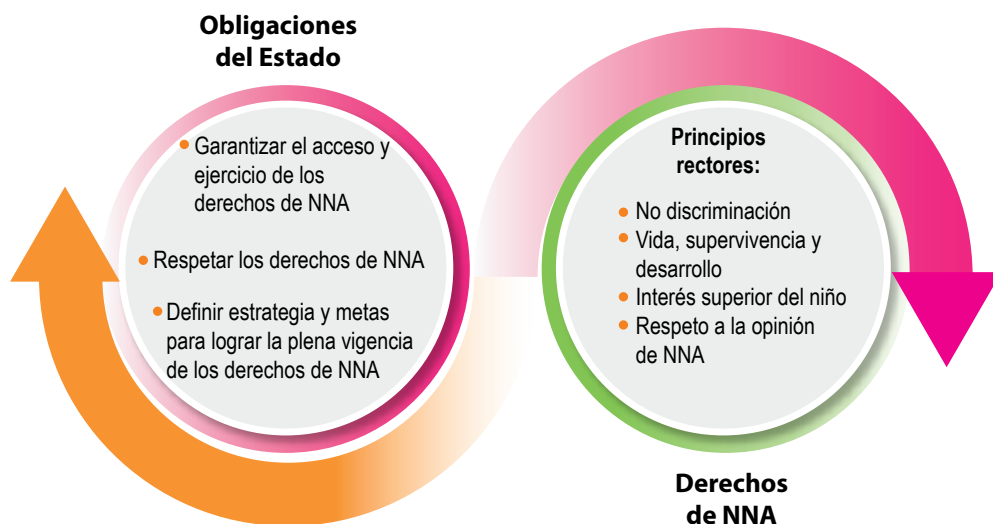 Obligaciones
del Estado
• Garantizar el acceso y
ejercicio de los
derechos de NNA
• Respetar los derechos de NNA
• Definir estrategia y metas
para lograr la plena vigencia
de los derechos de NNA
Principios
rectores:
• No discriminación
• Vida, supervivencia y
desarrollo
• Interés superior del niño
• Respeto a la opinión
de NNA
Derechos
de NNA